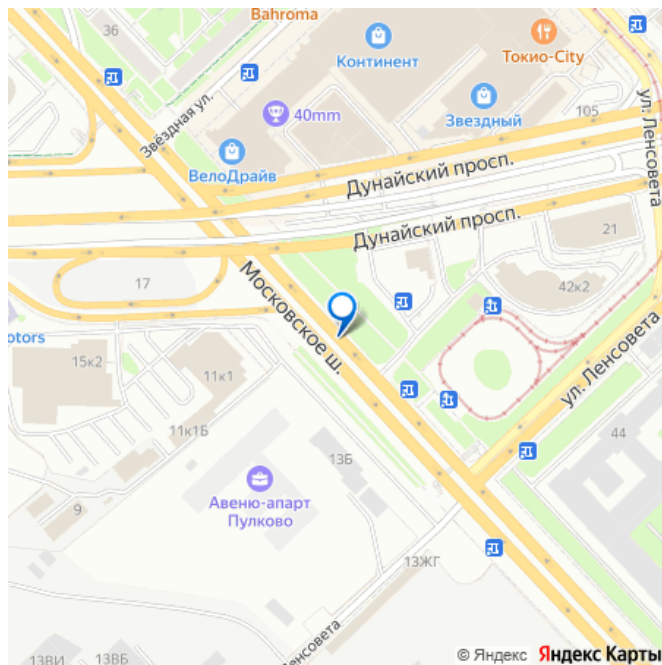 Bahroma
36
Континент
Токио-City
Звёздная ул.
40mm
Звездный
105
ул. Ленсовета
ВелоДрайв
Дунайский просп.
Дунайский просп.
21
17
42к2
Московское ш.
otors
15к2
11к1
ул. Ленсовета
11к1Б
44
13Б
9
Авеню-апарт
Пулково
13ЖГ
енсовета
13ВИ
13ВБ
© Яндекс Яндекс Карты